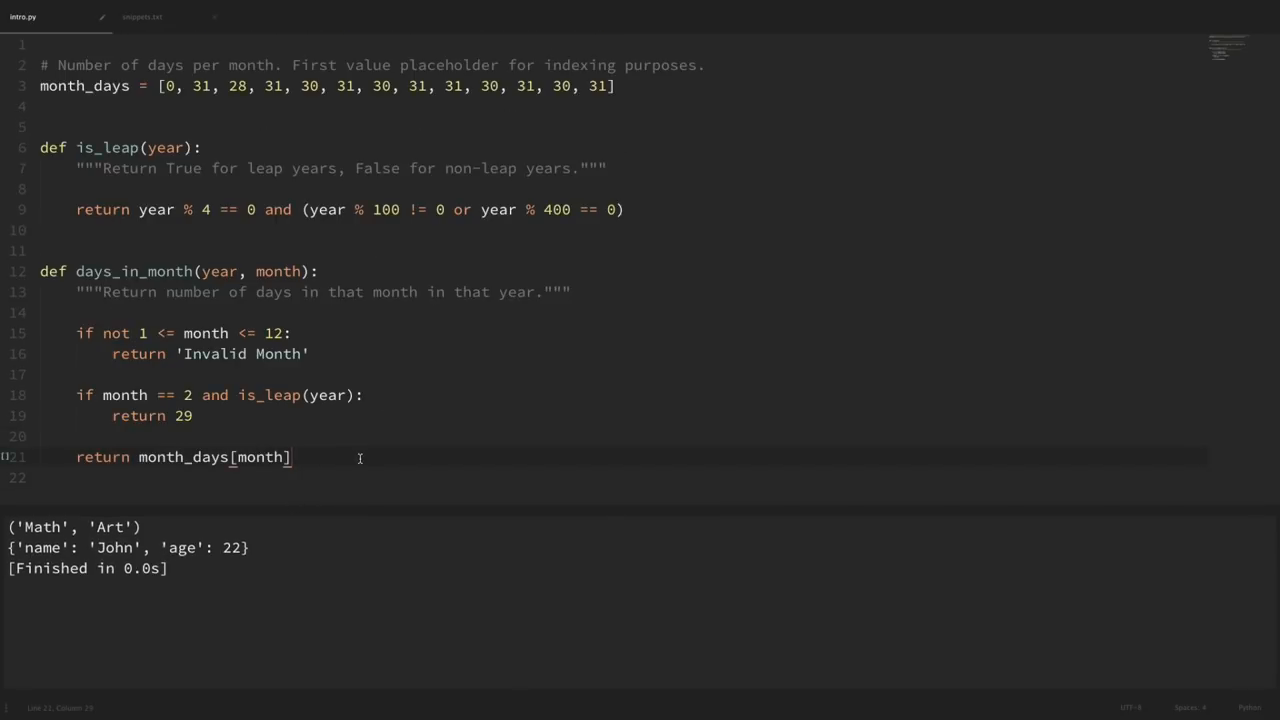 intro.py
snippets.txt
1
2 # Number of days per month. First value placeholder for indexing purposes.
3 month_days = [0, 31, 28, 31, 30, 31, 30, 31, 31, 30, 31, 30, 31]
4
5
6 def is_leap(year):
7     """Return True for leap years, False for non-leap years."""
8
9     return year % 4 == 0 and (year % 100 != 0 or year % 400 == 0)
10
11
12 def days_in_month(year, month):
13     """Return number of days in that month in that year."""
14
15     if not 1 <= month <= 12:
16         return 'Invalid Month'
17
18     if month == 2 and is_leap(year):
19         return 29
20
21     return month_days[month]
22
('Math', 'Art')
{'name': 'John', 'age': 22}
[Finished in 0.0s]
Line 21, Column 29
UTF-8
Spaces: 4
Python